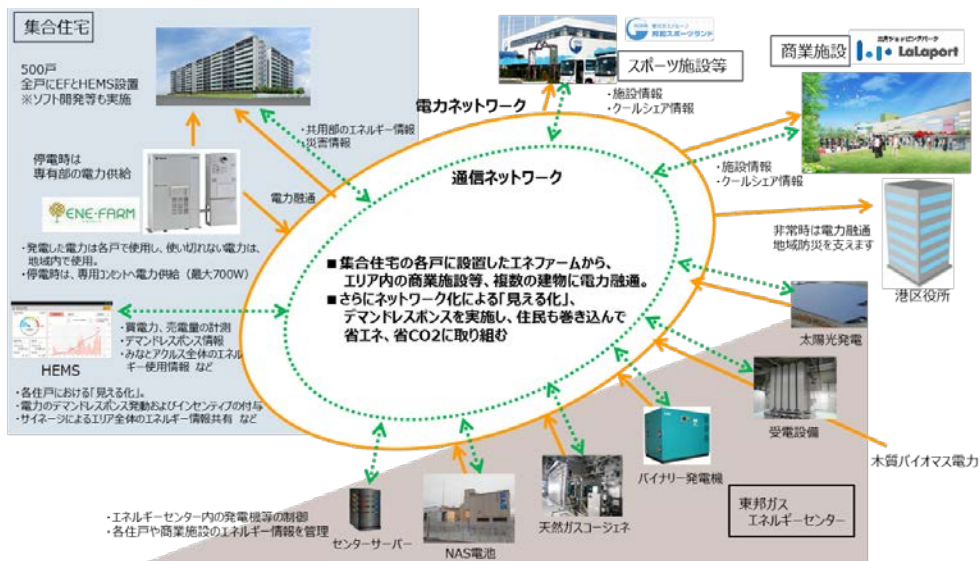 集合住宅
500戸
全戸にEFとHEMS設置
※ソフト開発等も実施
停電時は
専有部の電力供給
ENE・FARM
・発電した電力は各戸で使用し、使い切れない電力は、
地域内で使用。
・停電時は、専用コンセントへ電力供給(最大700W)
HEMS
・買電力、売電量の計測
・デマンドレスポンス情報
・みなとアクルス全体のエネル
ギー使用情報 など
・各住戸における「見える化」。
・電力のデマンドレスポンス発動およびインセンティブの付与
・サイネージによるエリア全体のエネルギー情報共有 など
・共用部のエネルギー情報
・災害情報
電力融通
電力ネットワーク
通信ネットワーク
■集合住宅の各戸に設置したエネファームから、
エリア内の商業施設等、複数の建物に電力融通。
■さらにネットワーク化による「見える化」、
デマンドレスポンスを実施し、住民も巻き込んで
省エネ、省CO2に取り組む
邦和スポーツランド
スポーツ施設等
・施設情報
・クールシェア情報
商業施設
三井ショッピングパーク
LaLaport
・施設情報
・クールシェア情報
非常時は電力融通
地域防災を支えます
港区役所
太陽光発電
受電設備
木質バイオマス電力
バイナリー発電機
天然ガスコージェネ
NAS電池
センターサーバー
・エネルギーセンター内の発電機等の制御
・各住戸や商業施設のエネルギー情報を管理
東邦ガス
エネルギーセンター